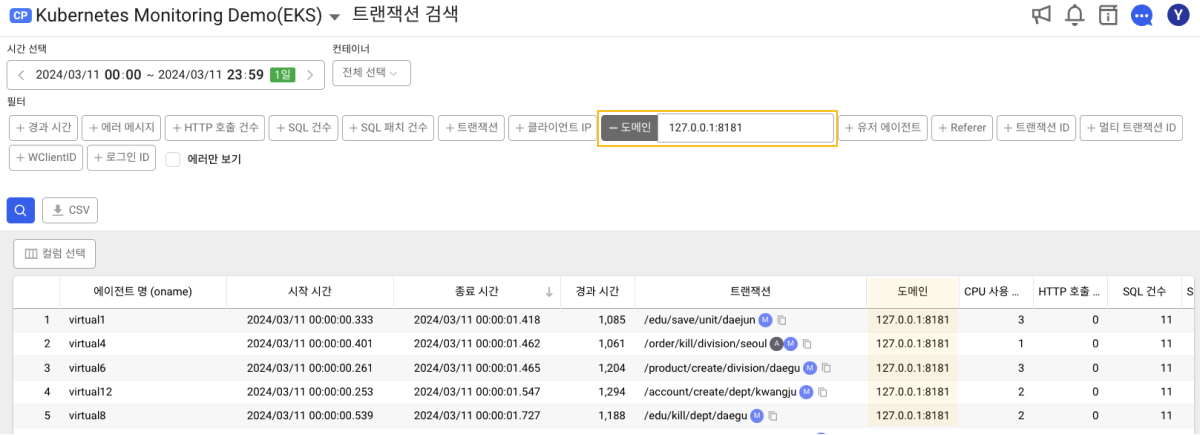 CP Kubernetes Monitoring Demo(EKS) 트랜잭션 검색 Y
시간 선택 컨테이너
2024/03/11 00:00 ~ 2024/03/11 23:59 1일 전체 선택
필터
+ 경과 시간 + 에러 메시지 + HTTP 호출 건수 + SQL 건수 + SQL 패치 건수 + 트랜잭션 + 클라이언트 IP − 도메인 127.0.0.1:8181 + 유저 에이전트 + Referer + 트랜잭션 ID + 멀티 트랜잭션 ID
+ WClientID + 로그인 ID 에러만 보기
CSV
컬럼 선택
에이전트 명 (oname) 시작 시간 종료 시간 ↓ 경과 시간 트랜잭션 도메인 CPU 사용 ... HTTP 호출 ... SQL 건수 S
1 virtual1 2024/03/11 00:00:00.333 2024/03/11 00:00:01.418 1,085 /edu/save/unit/daejun M 127.0.0.1:8181 3 0 11
2 virtual4 2024/03/11 00:00:00.401 2024/03/11 00:00:01.462 1,061 /order/kill/division/seoul A M 127.0.0.1:8181 1 0 11
3 virtual6 2024/03/11 00:00:00.261 2024/03/11 00:00:01.465 1,204 /product/create/division/daegu M 127.0.0.1:8181 3 0 11
4 virtual12 2024/03/11 00:00:00.253 2024/03/11 00:00:01.547 1,294 /account/create/dept/kwangju M 127.0.0.1:8181 2 0 11
5 virtual8 2024/03/11 00:00:00.539 2024/03/11 00:00:01.727 1,188 /edu/kill/dept/daegu M 127.0.0.1:8181 2 0 11